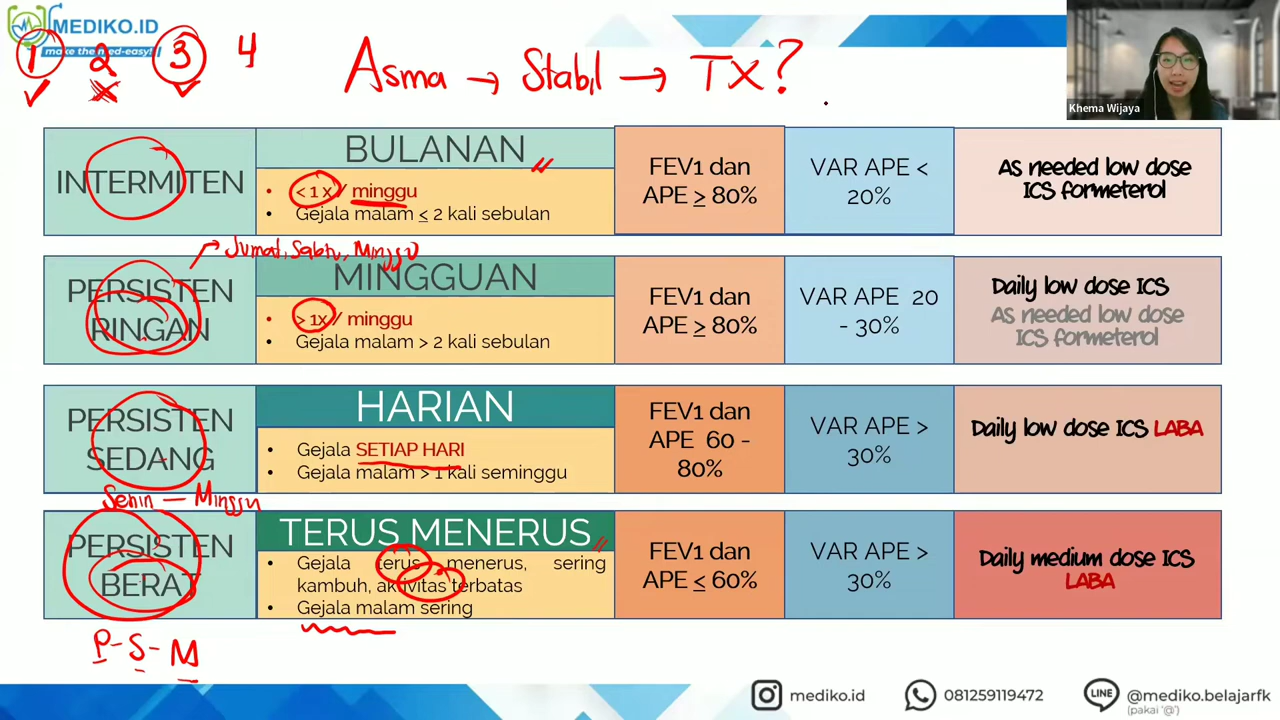 MEDIKO.ID
make the med-easy!
1 2 3 4
Asma → Stabil → TX?
Khema Wijaya
INTERMITEN
BULANAN
• < 1 x / minggu
• Gejala malam ≤ 2 kali sebulan
FEV1 dan
APE ≥ 80%
VAR APE <
20%
As needed low dose
ICS formeterol
Jumat, Sabtu, Minggu
PERSISTEN
RINGAN
MINGGUAN
• > 1x / minggu
• Gejala malam > 2 kali sebulan
FEV1 dan
APE ≥ 80%
VAR APE 20
- 30%
Daily low dose ICS
As needed low dose
ICS formeterol
PERSISTEN
SEDANG
HARIAN
• Gejala SETIAP HARI
• Gejala malam > 1 kali seminggu
FEV1 dan
APE 60 -
80%
VAR APE >
30%
Daily low dose ICS LABA
Senin — Minggu
PERSISTEN
BERAT
TERUS MENERUS
• Gejala terus menerus, sering
kambuh, aktivitas terbatas
• Gejala malam sering
FEV1 dan
APE ≤ 60%
VAR APE >
30%
Daily medium dose ICS
LABA
P - S - M
mediko.id
081259119472
LINE
@mediko.belajarfk
(pakai '@')